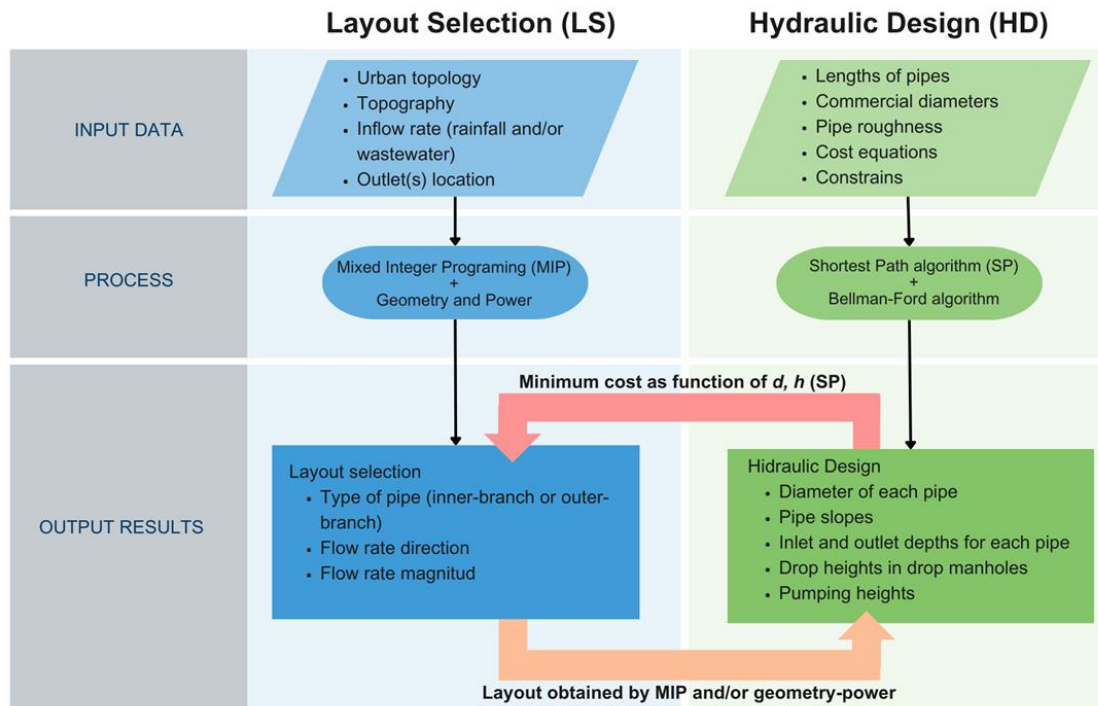 Layout Selection (LS)
Hydraulic Design (HD)
INPUT DATA
• Urban topology
• Topography
• Inflow rate (rainfall and/or
wastewater)
• Outlet(s) location
• Lengths of pipes
• Commercial diameters
• Pipe roughness
• Cost equations
• Constrains
PROCESS
Mixed Integer Programing (MIP)
+
Geometry and Power
Shortest Path algorithm (SP)
+
Bellman-Ford algorithm
OUTPUT RESULTS
Minimum cost as function of d, h (SP)
Layout selection
• Type of pipe (inner-branch or outer-
branch)
• Flow rate direction
• Flow rate magnitud
Hidraulic Design
• Diameter of each pipe
• Pipe slopes
• Inlet and outlet depths for each pipe
• Drop heights in drop manholes
• Pumping heights
Layout obtained by MIP and/or geometry-power